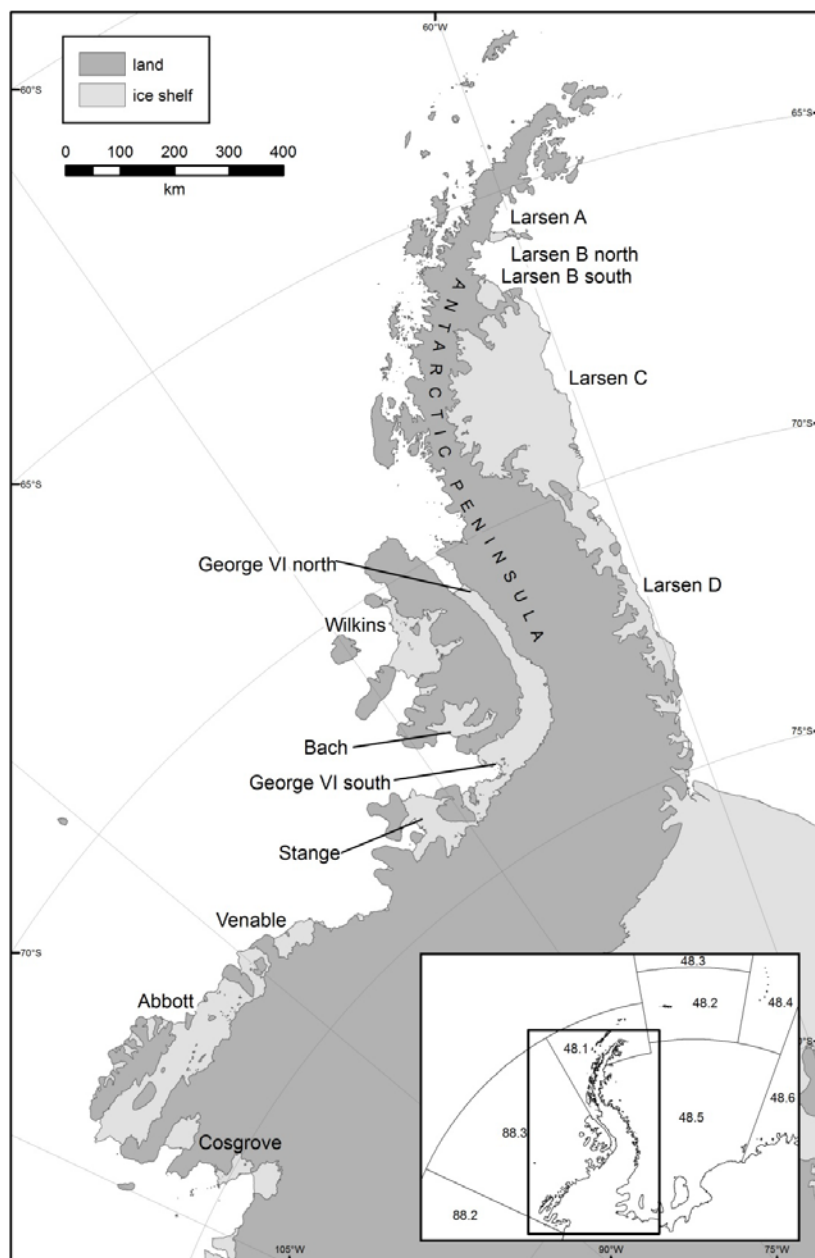 60°W
60°S
65°S
land
ice shelf
0 100 200 300 400
km
Larsen A
Larsen B north
Larsen B south
ANTARCTIC PENINSULA
Larsen C
70°S
65°S
George VI north
Larsen D
Wilkins
75°S
Bach
George VI south
Stange
Venable
70°S
Abbott
Cosgrove
48.3
48.2
48.4
48.1
48.5
48.6
88.3
88.2
105°W
90°W
75°W